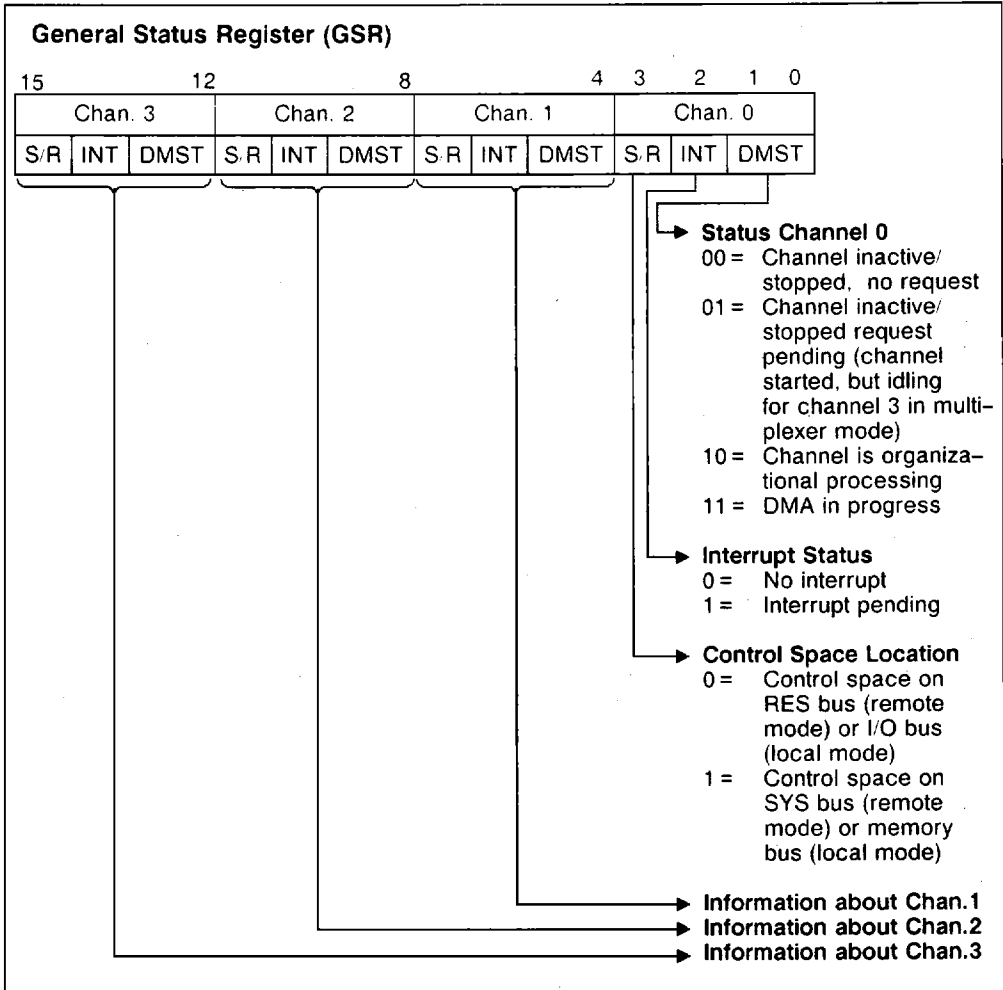 General Status Register (GSR)
15 12 8 4 3 2 1 0
Chan. 3 Chan. 2 Chan. 1 Chan. 0
S/R INT DMST S/R INT DMST S/R INT DMST S/R INT DMST
Status Channel 0
00 = Channel inactive/
stopped, no request
01 = Channel inactive/
stopped request
pending (channel
started, but idling
for channel 3 in multi–
plexer mode)
10 = Channel is organiza–
tional processing
11 = DMA in progress
Interrupt Status
0 = No interrupt
1 = Interrupt pending
Control Space Location
0 = Control space on
RES bus (remote
mode) or I/O bus
(local mode)
1 = Control space on
SYS bus (remote
mode) or memory
bus (local mode)
Information about Chan.1
Information about Chan.2
Information about Chan.3